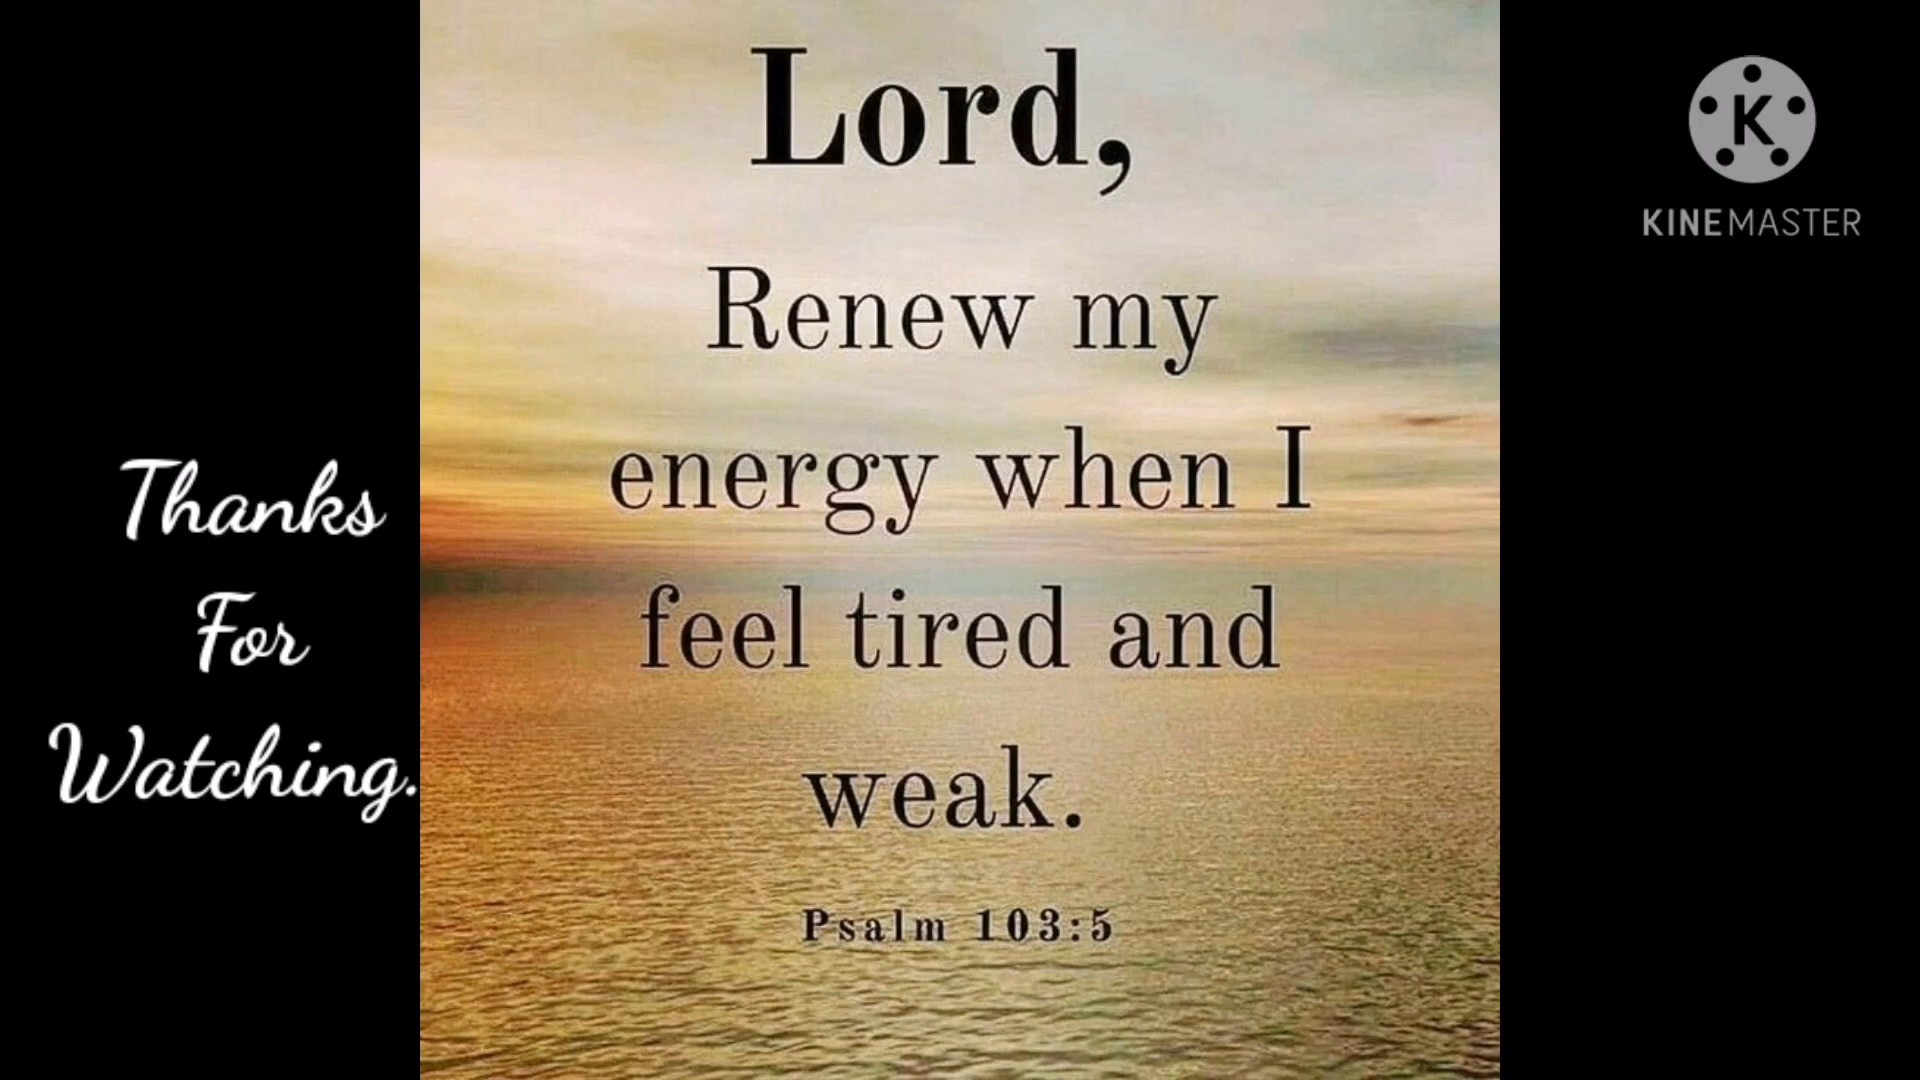 Lord,
Renew my
energy when I
feel tired and
weak.
Psalm 103:5
Thanks
For
Watching.
K
KINEMASTER